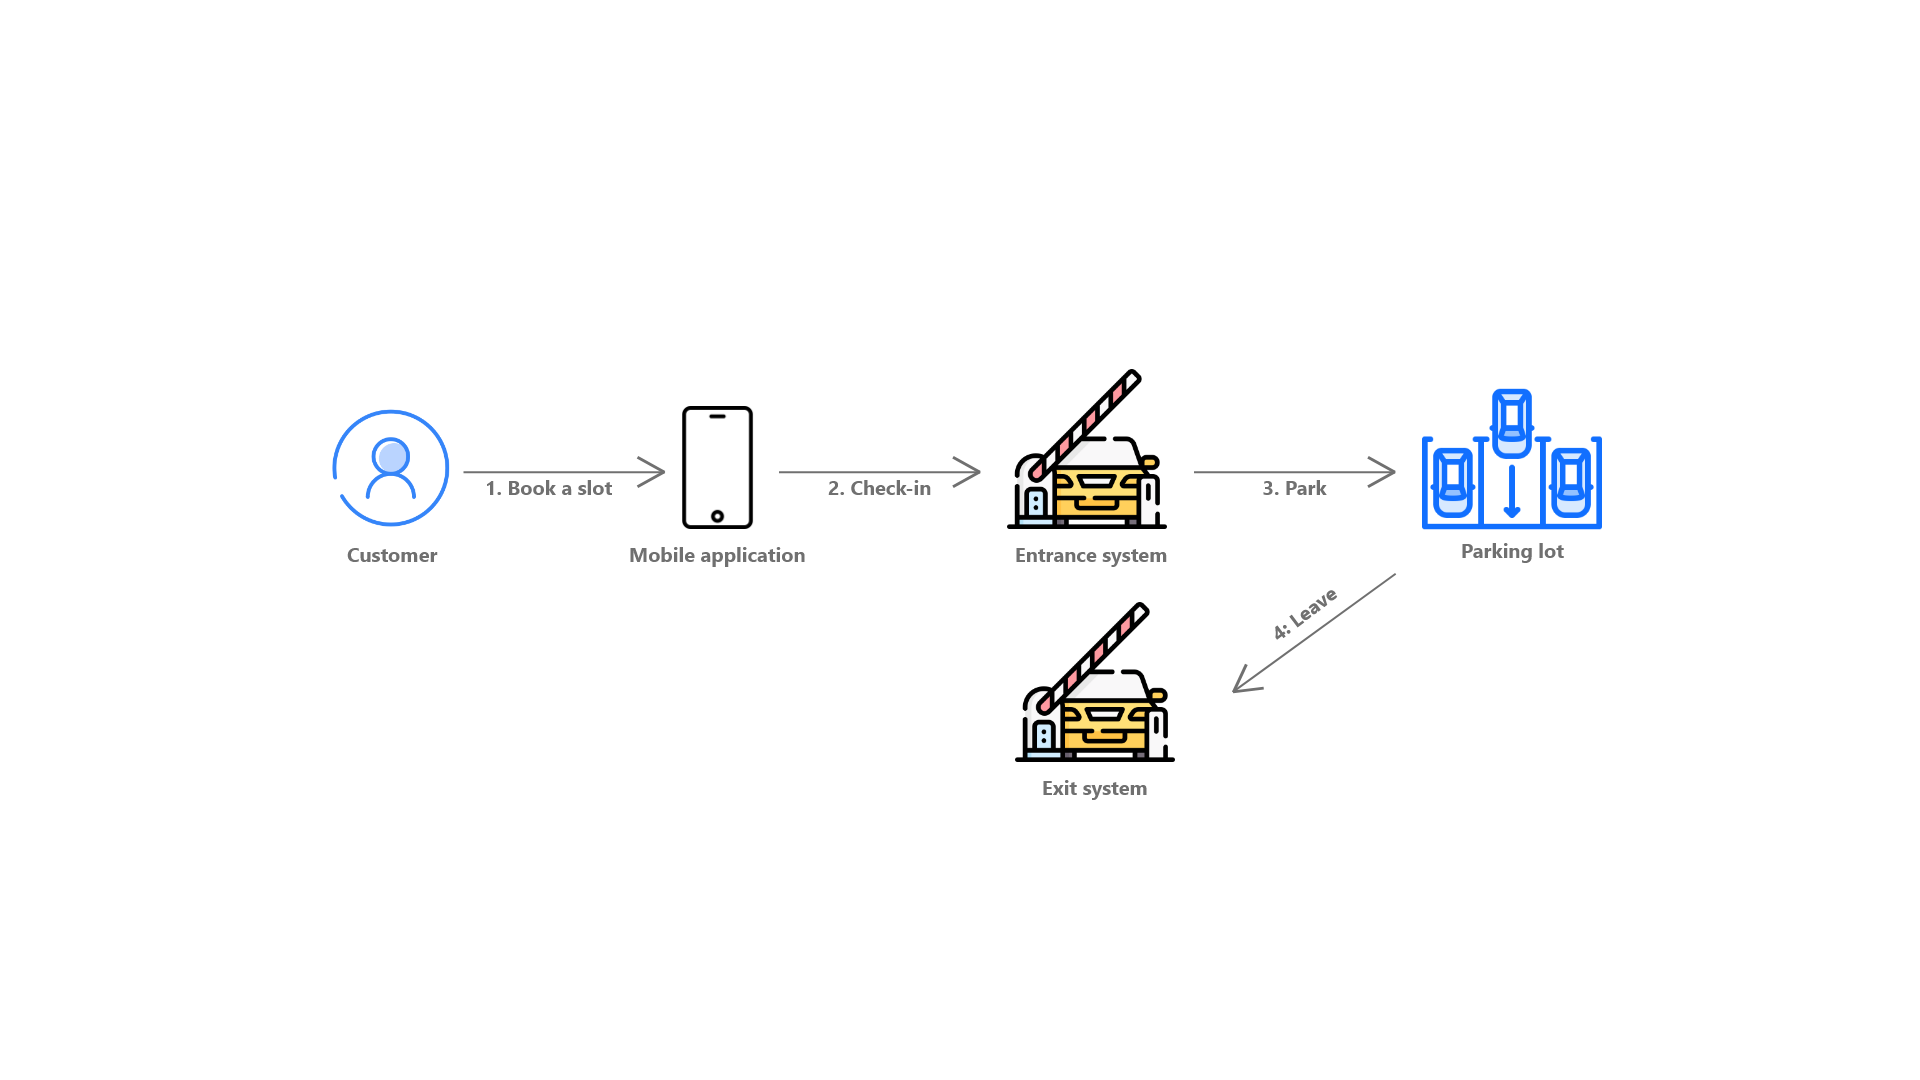 1. Book a slot
2. Check-in
3. Park
Customer
Mobile application
Entrance system
Parking lot
4: Leave
Exit system